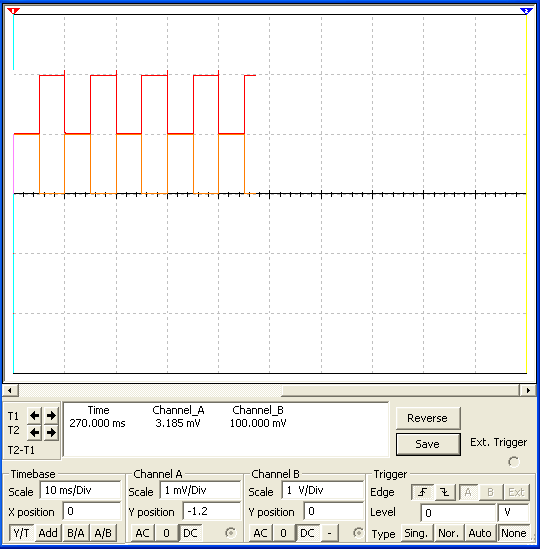 1 2
Time Channel_A Channel_B
T1 270.000 ms 3.185 mV 100.000 mV
T2
T2-T1
Reverse
Save
Ext. Trigger
Timebase Channel A Channel B Trigger
Scale 10 ms/Div Scale 1 mV/Div Scale 1 V/Div Edge A B Ext
X position 0 Y position -1.2 Y position 0 Level 0 V
Y/T Add B/A A/B AC 0 DC AC 0 DC - Type Sing. Nor. Auto None